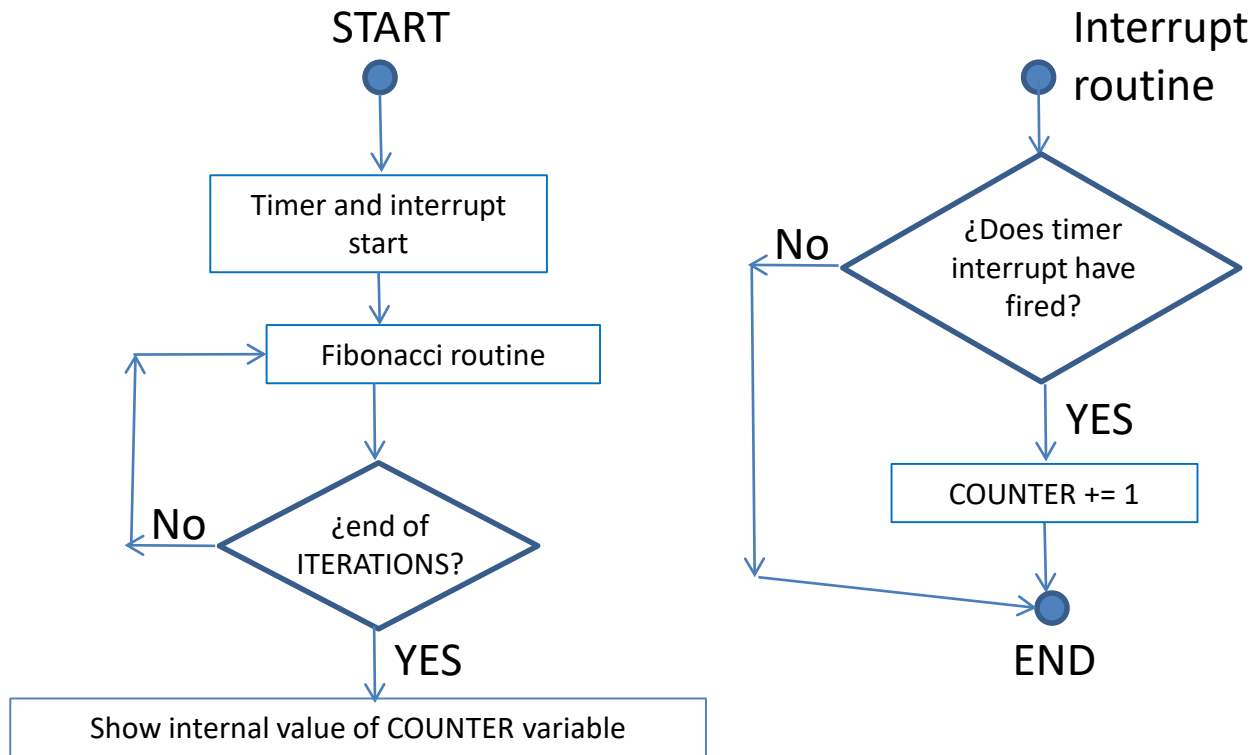 START
Timer and interrupt
start
Fibonacci routine
No
¿end of
ITERATIONS?
YES
Show internal value of COUNTER variable
Interrupt
routine
No
¿Does timer
interrupt have
fired?
YES
COUNTER += 1
END